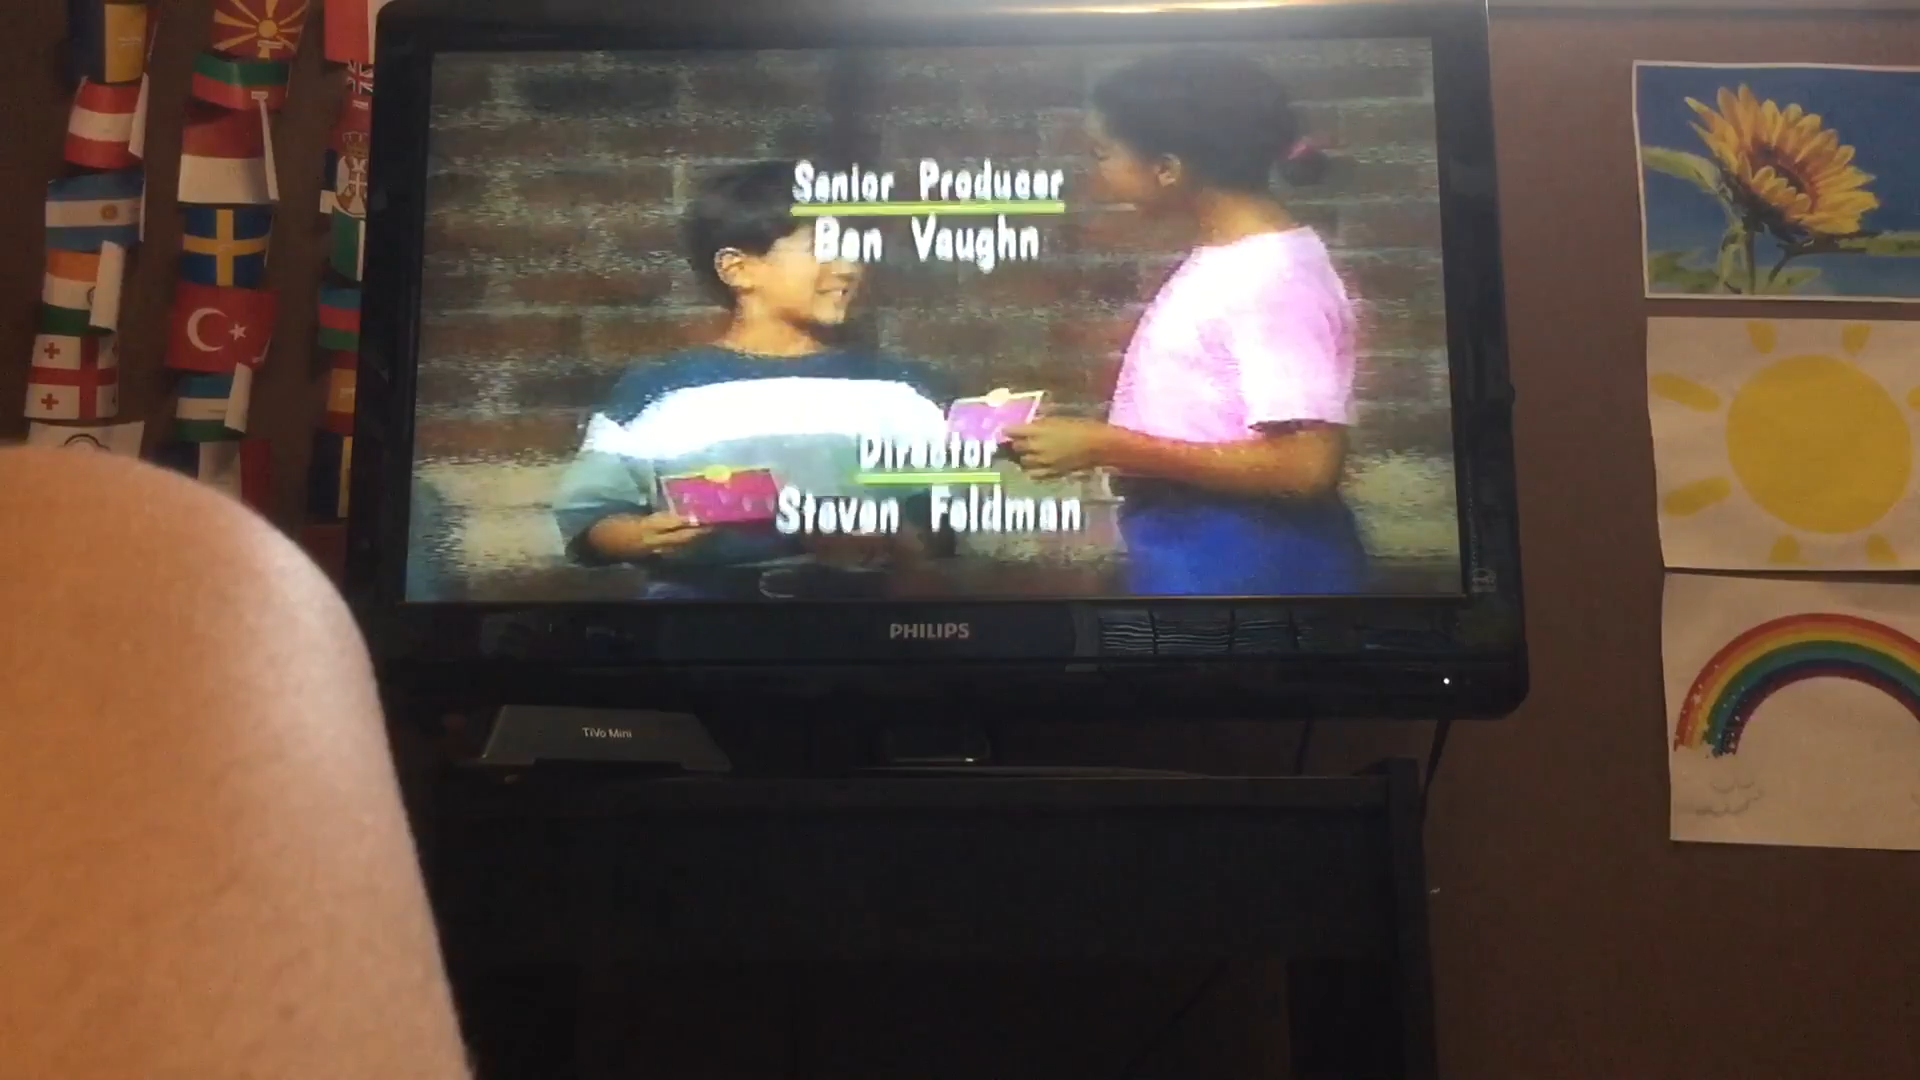 Senior Producer
Ben Vaughn
Director
Steven Feldman
PHILIPS
TiVo Mini